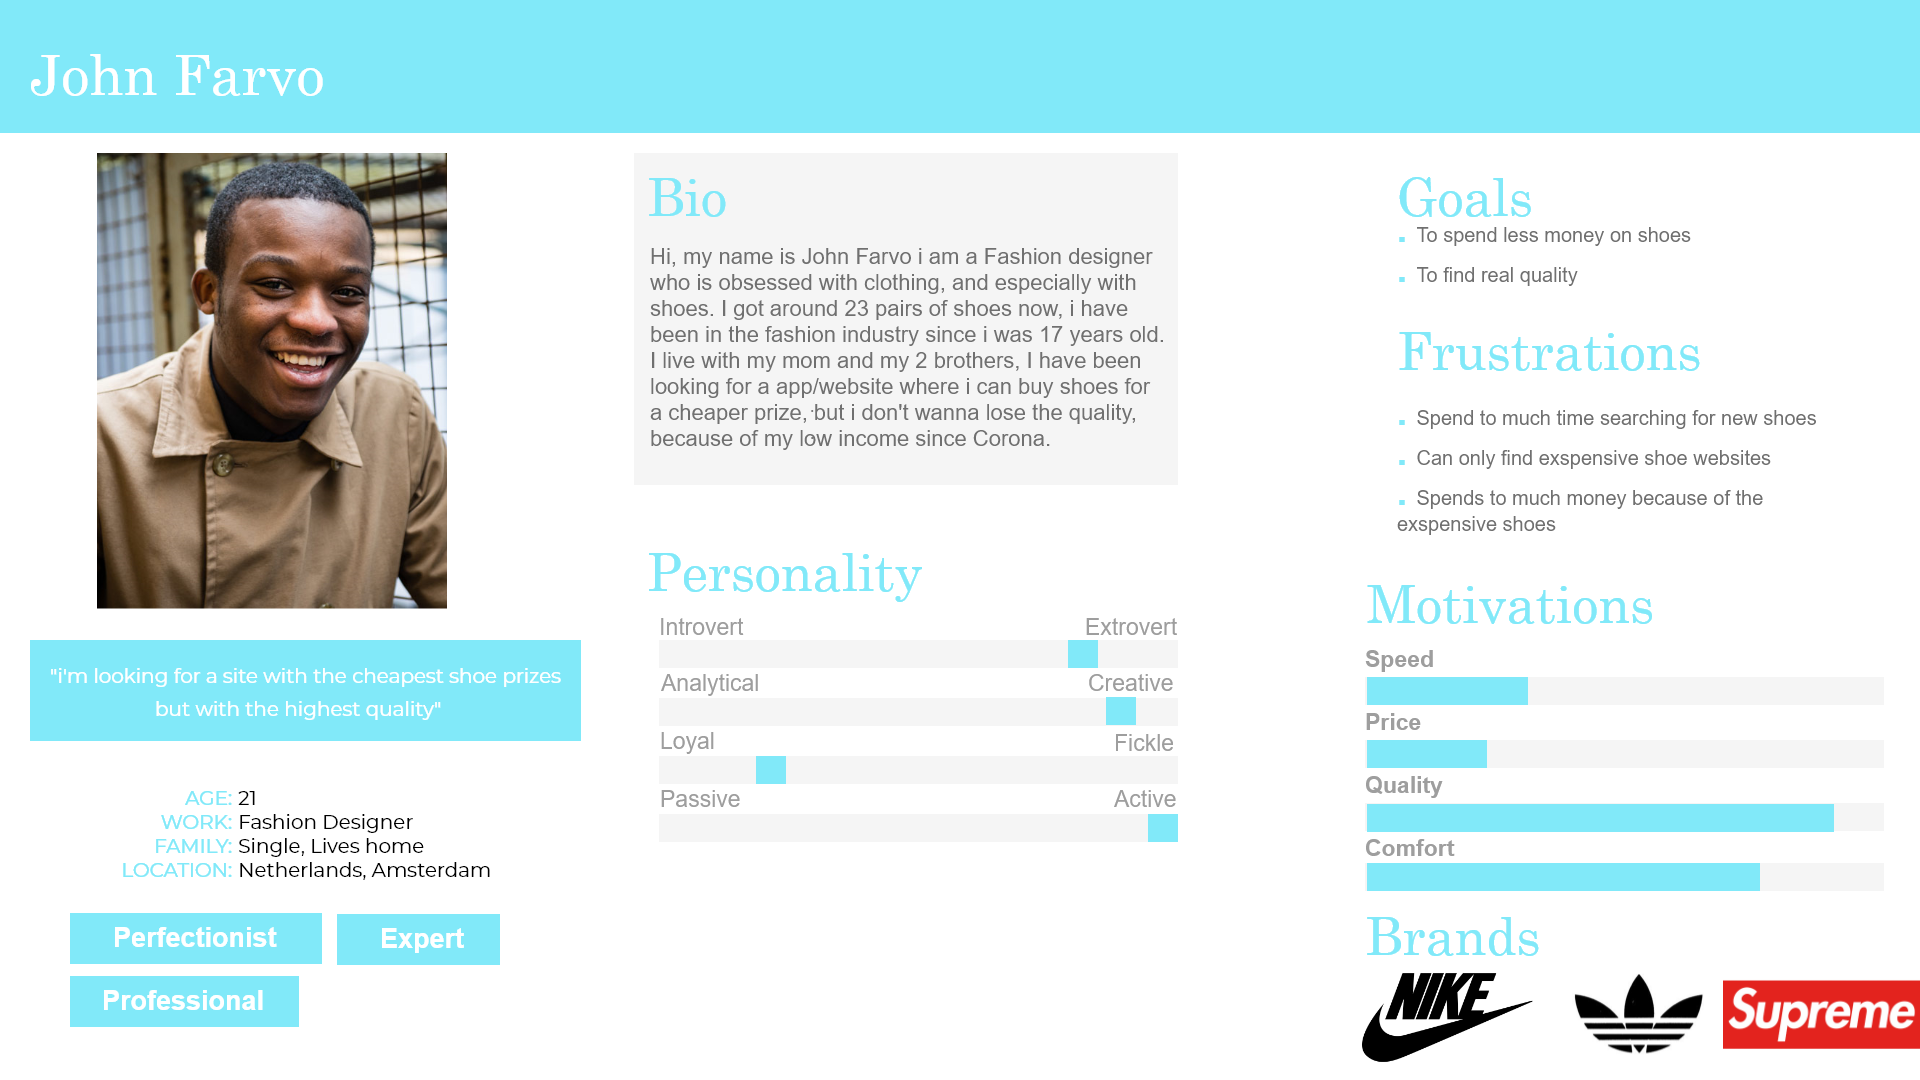 John Farvo
"i'm looking for a site with the cheapest shoe prizes
but with the highest quality"
AGE: 21
WORK: Fashion Designer
FAMILY: Single, Lives home
LOCATION: Netherlands, Amsterdam
Perfectionist
Expert
Professional
Bio
Hi, my name is John Farvo i am a Fashion designer
who is obsessed with clothing, and especially with
shoes. I got around 23 pairs of shoes now, i have
been in the fashion industry since i was 17 years old.
I live with my mom and my 2 brothers, I have been
looking for a app/website where i can buy shoes for
a cheaper prize, but i don't wanna lose the quality,
because of my low income since Corona.
Personality
Introvert Extrovert
Analytical Creative
Loyal Fickle
Passive Active
Goals
To spend less money on shoes
To find real quality
Frustrations
Spend to much time searching for new shoes
Can only find exspensive shoe websites
Spends to much money because of the
exspensive shoes
Motivations
Speed
Price
Quality
Comfort
Brands
NIKE
Supreme